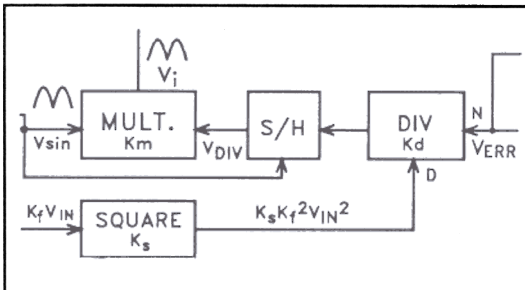 Vi
MULT.
Km
Vsin
VDIV
S/H
DIV
Kd
N
VERR
D
KfVIN
SQUARE
Ks
KsKf²VIN²